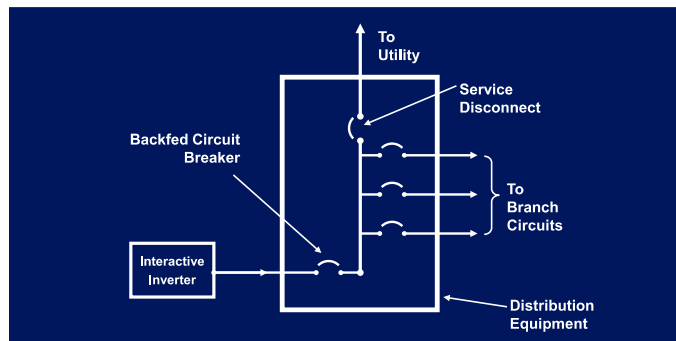 To
Utility
Service
Disconnect
Backfed Circuit
Breaker
To
Branch
Circuits
Interactive
Inverter
Distribution
Equipment